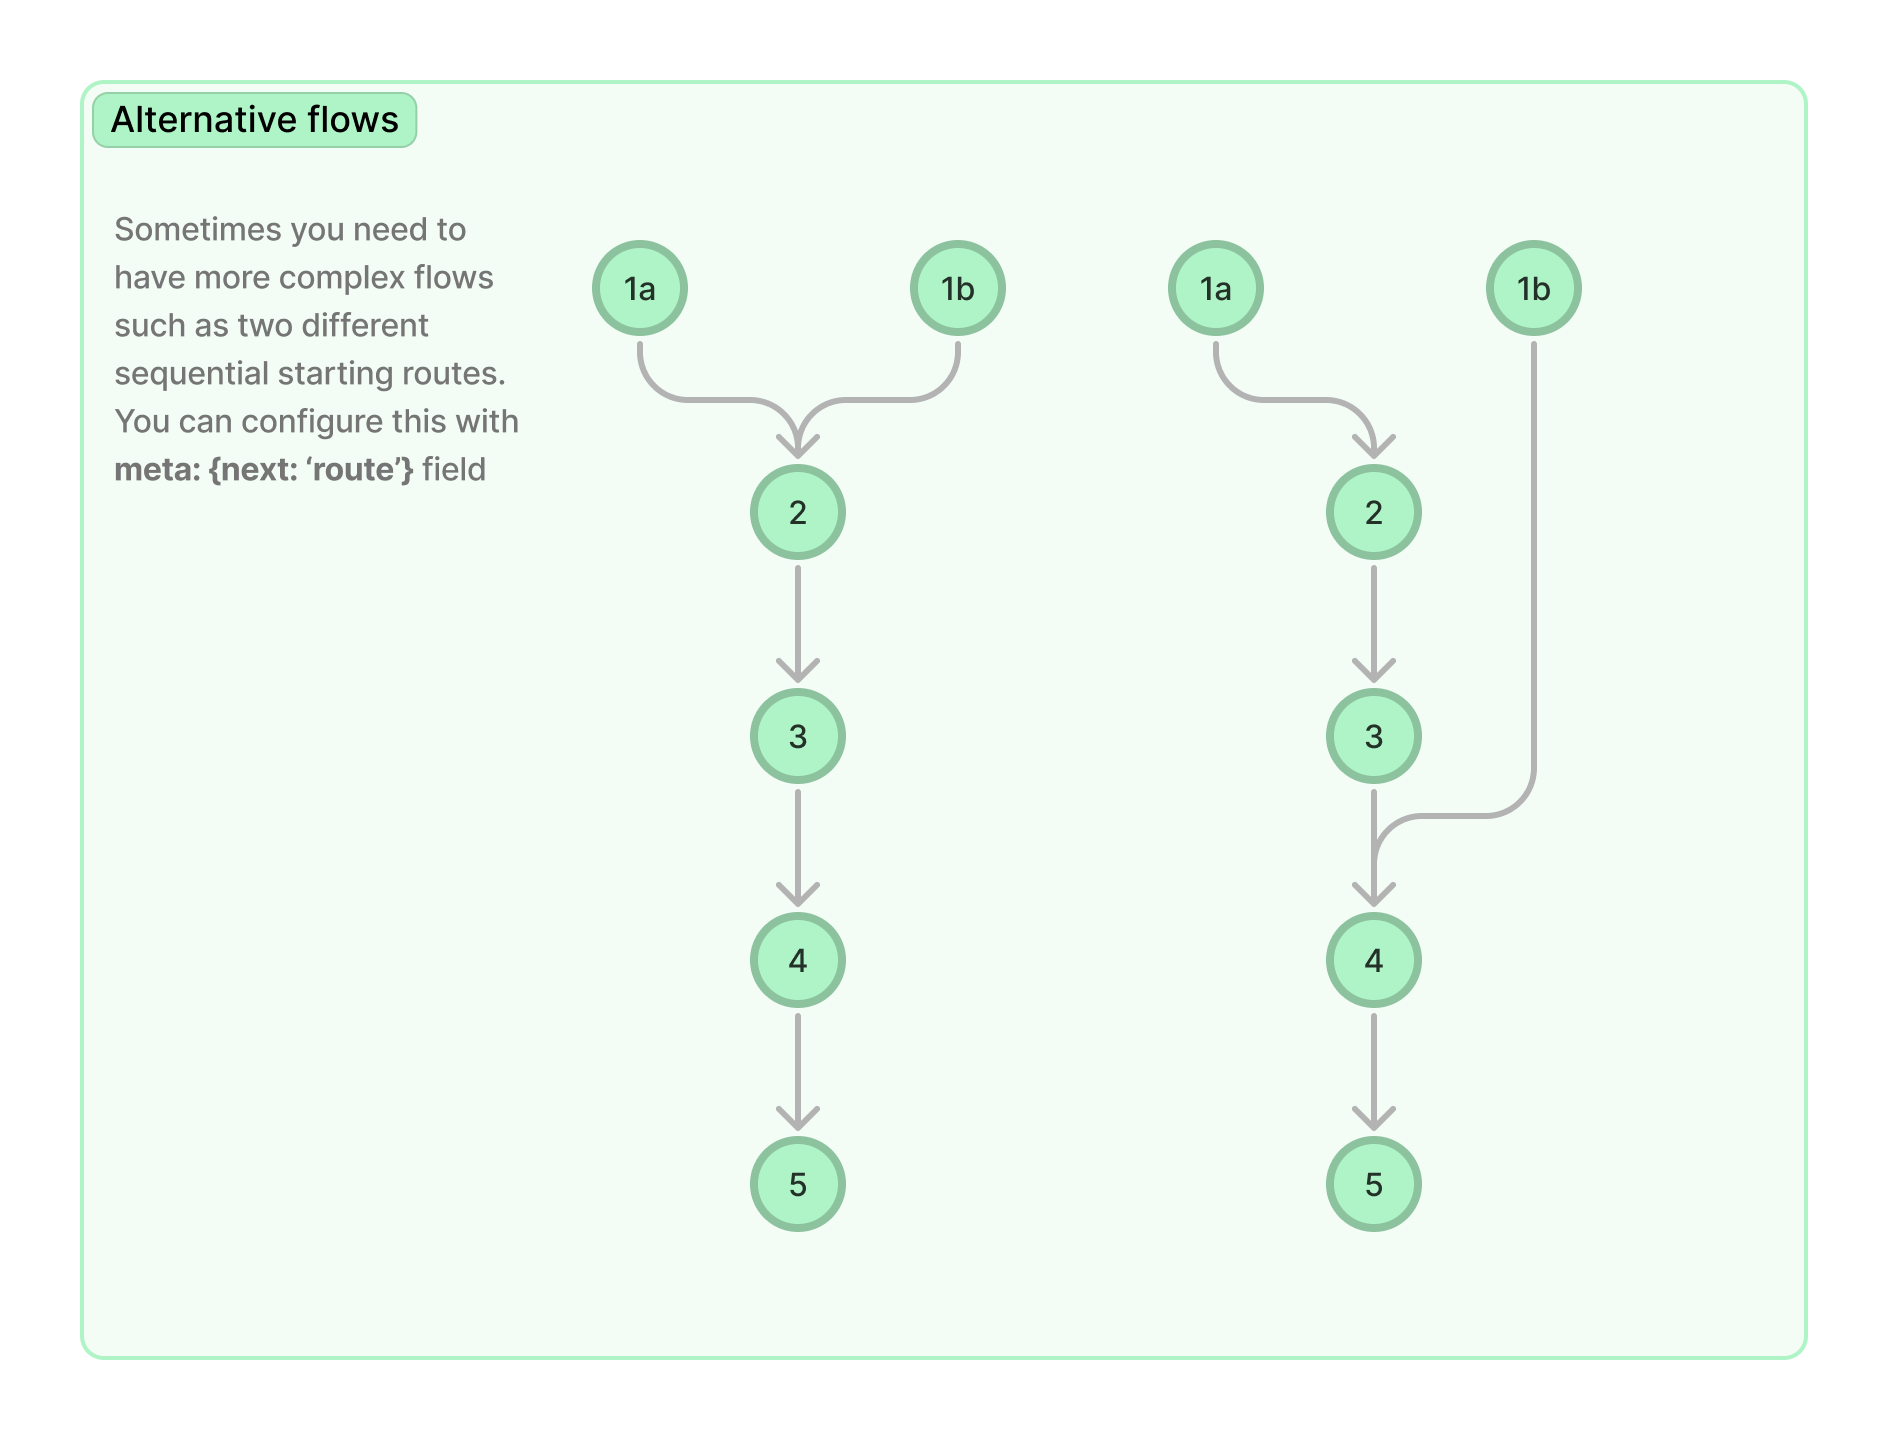 Alternative flows
Sometimes you need to
have more complex flows
such as two different
sequential starting routes.
You can configure this with
meta: {next: ‘route’} field
1a
1b
2
3
4
5
1a
1b
2
3
4
5